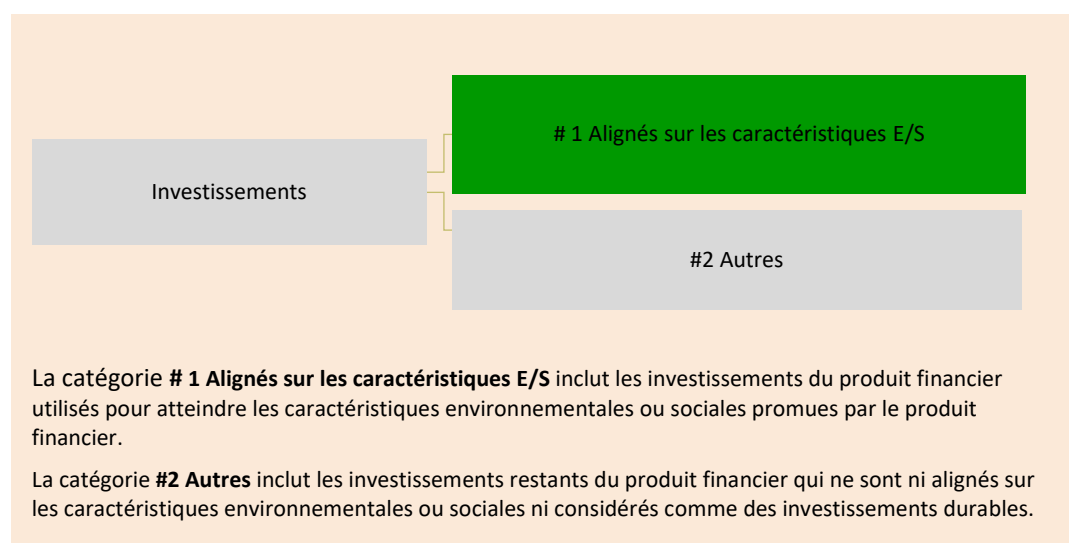 # 1 Alignés sur les caractéristiques E/S
Investissements
#2 Autres
La catégorie # 1 Alignés sur les caractéristiques E/S inclut les investissements du produit financier
utilisés pour atteindre les caractéristiques environnementales ou sociales promues par le produit
financier.
La catégorie #2 Autres inclut les investissements restants du produit financier qui ne sont ni alignés sur
les caractéristiques environnementales ou sociales ni considérés comme des investissements durables.